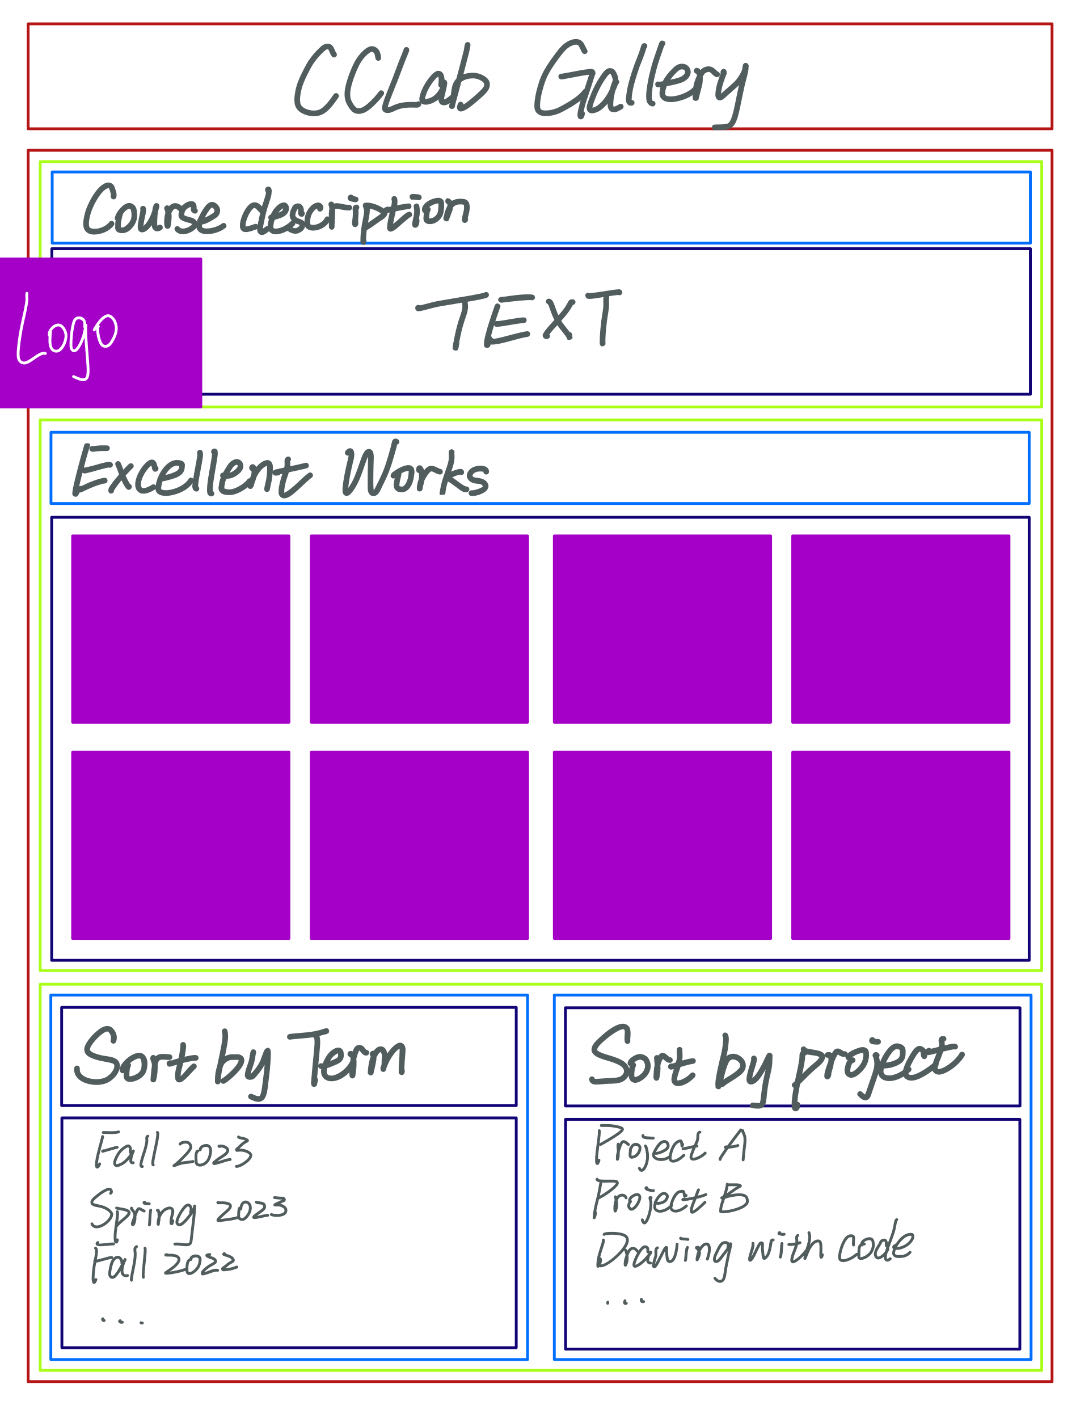 CCLab Gallery
Course description
Logo
TEXT
Excellent Works
Sort by Term
Fall 2023
Spring 2023
Fall 2022
...
Sort by project
Project A
Project B
Drawing with code
...